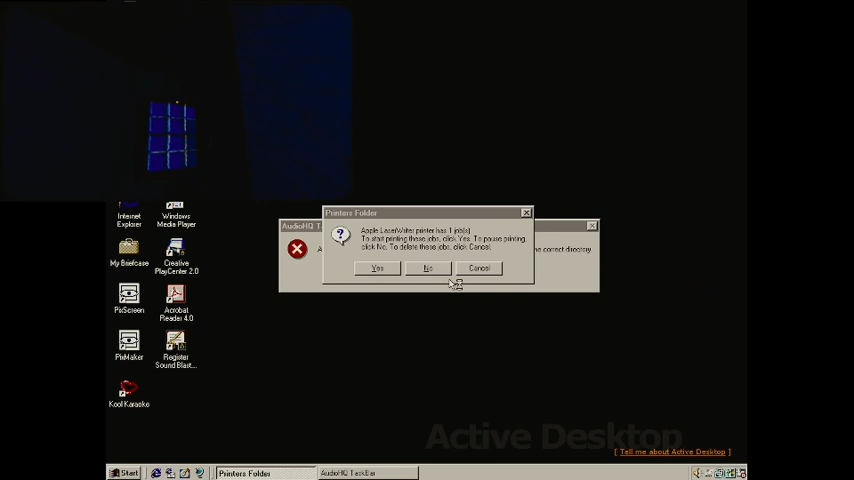 Internet
Explorer
Windows
Media Player
My Briefcase
Creative
PlayCenter 2.0
PixScreen
Acrobat
Reader 4.0
PixMaker
Register
Sound Blast...
Kool Karaoke
AudioHQ T
Printers Folder
Apple LaserWriter printer has 1 job(s)
To start printing these jobs, click Yes. To pause printing,
click No. To delete these jobs, click Cancel.
Yes
No
Cancel
A
e correct directory
Active Desktop
[ Tell me about Active Desktop ]
Start
Printers Folder
AudioHQ TaskBar